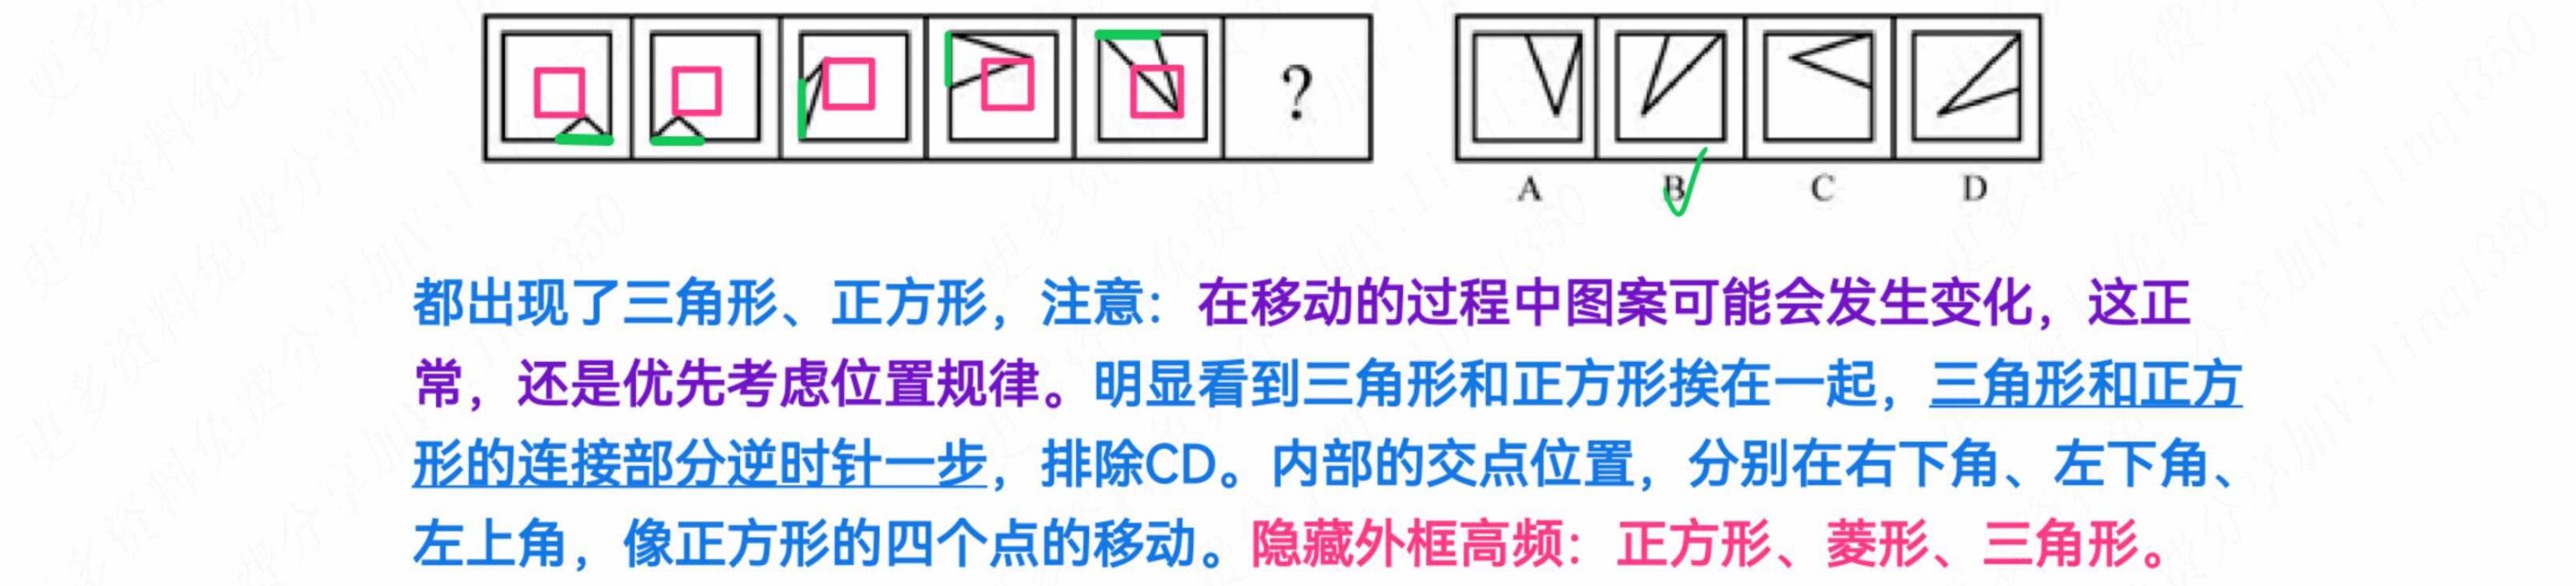 ?
A B C D
都出现了三角形、正方形，注意：在移动的过程中图案可能会发生变化，这正
常，还是优先考虑位置规律。明显看到三角形和正方形挨在一起，三角形和正方
形的连接部分逆时针一步，排除CD。内部的交点位置，分别在右下角、左下角、
左上角，像正方形的四个点的移动。隐藏外框高频：正方形、菱形、三角形。